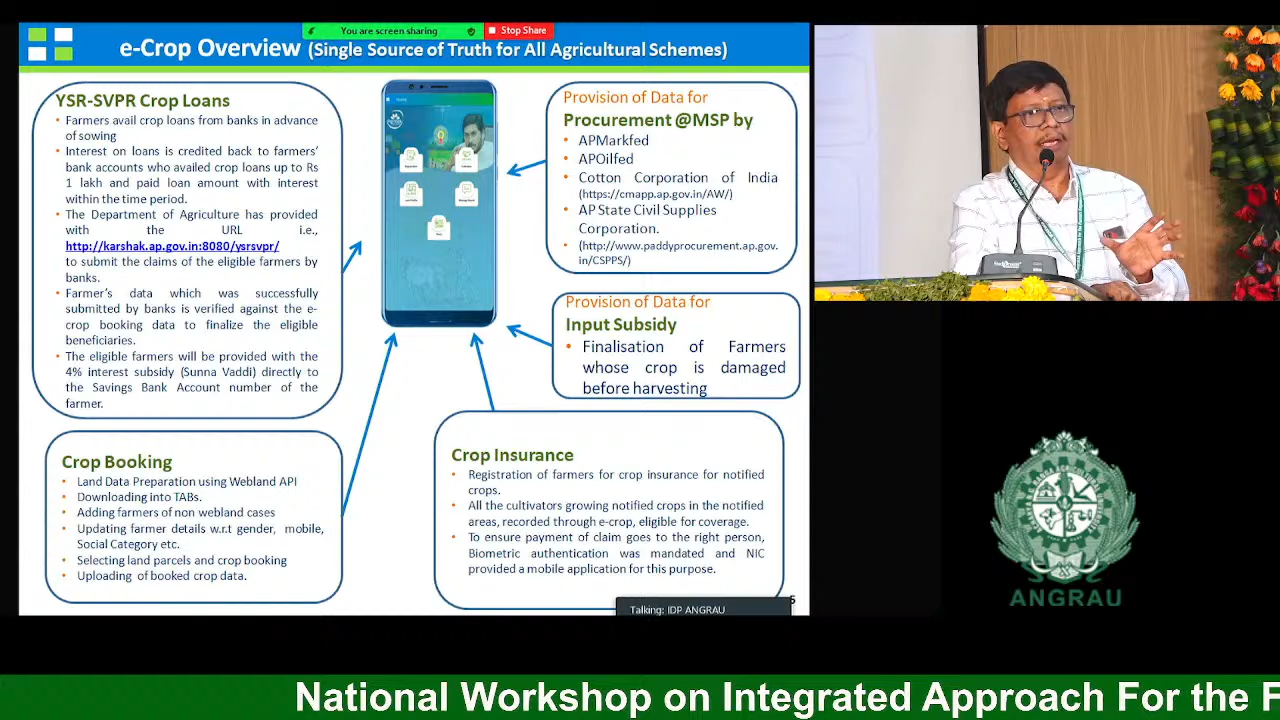 You are screen sharing
Stop Share
e-Crop Overview (Single Source of Truth for All Agricultural Schemes)
YSR-SVPR Crop Loans
• Farmers avail crop loans from banks in advance
of sowing
• Interest on loans is credited back to farmers’
bank accounts who availed crop loans up to Rs
1 lakh and paid loan amount with interest
within the time period.
• The Department of Agriculture has provided
with the URL i.e.,
http://karshak.ap.gov.in:8080/ysrsvpr/
to submit the claims of the eligible farmers by
banks.
• Farmer’s data which was successfully
submitted by banks is verified against the e-
crop booking data to finalize the eligible
beneficiaries.
• The eligible farmers will be provided with the
4% interest subsidy (Sunna Vaddi) directly to
the Savings Bank Account number of the
farmer.
Provision of Data for
Procurement @MSP by
• APMarkfed
• APOilfed
• Cotton Corporation of India
(https://cmapp.ap.gov.in/AW/)
• AP State Civil Supplies
Corporation.
• (http://www.paddyprocurement.ap.gov.
in/CSPPS/)
Provision of Data for
Input Subsidy
• Finalisation of Farmers
whose crop is damaged
before harvesting
Crop Booking
• Land Data Preparation using Webland API
• Downloading into TABs.
• Adding farmers of non webland cases
• Updating farmer details w.r.t gender, mobile,
Social Category etc.
• Selecting land parcels and crop booking
• Uploading of booked crop data.
Crop Insurance
• Registration of farmers for crop insurance for notified
crops.
• All the cultivators growing notified crops in the notified
areas, recorded through e-crop, eligible for coverage.
• To ensure payment of claim goes to the right person,
Biometric authentication was mandated and NIC
provided a mobile application for this purpose.
5
Talking: IDP ANGRAU
ANGRAU
National Workshop on Integrated Approach For the F